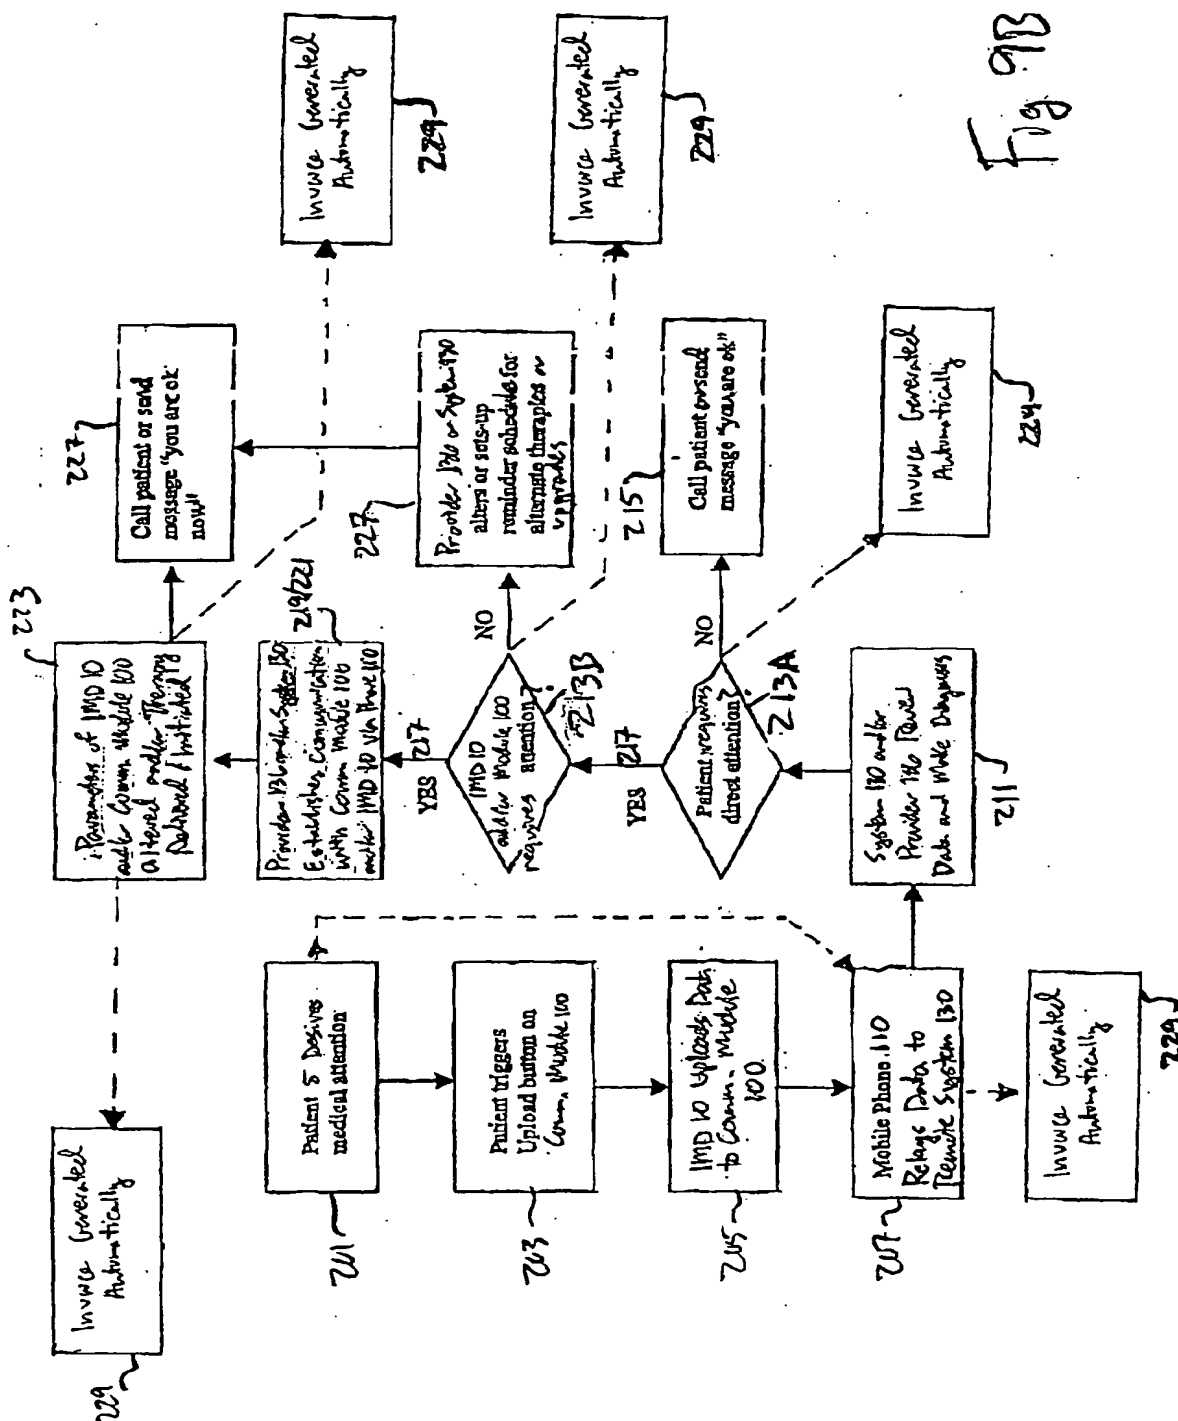 229
Invoice Generated
Automatically
223
Parameters of IMD 10
and/or Comm. Module 100
altered and/or Therapy
Delivered / Initiated
227
Call patient or send
message "you are ok
now"
Invoice Generated
Automatically
229
201
Patient 5 Desires
medical attention
203
Patient triggers
Upload button on
Comm. Module 100
205
IMD 10 Uploads Data
to Comm. Module
100.
207
Mobile Phone 110
Relays Data to
Remote System 130
Invoice Generated
Automatically
229
219/221
Provider 136 and/or System 130
Establishes Communication
with Comm Module 100
and/or IMD 10 via Phone 110
YES
217
IMD 10
and/or Module 100
requires attention?
213B
NO
227
Provider 136 or System 130
alters or sets-up
reminder schedule for
alternate therapies or
upgrades
Invoice Generated
Automatically
229
YES
217
Patient requires
direct attention?
213A
NO
215
Call patient or send
message "you are ok"
Invoice Generated
Automatically
229
System 130 and/or
Provider 136 Review
Data and Make Diagnosis
211
Fig 9B